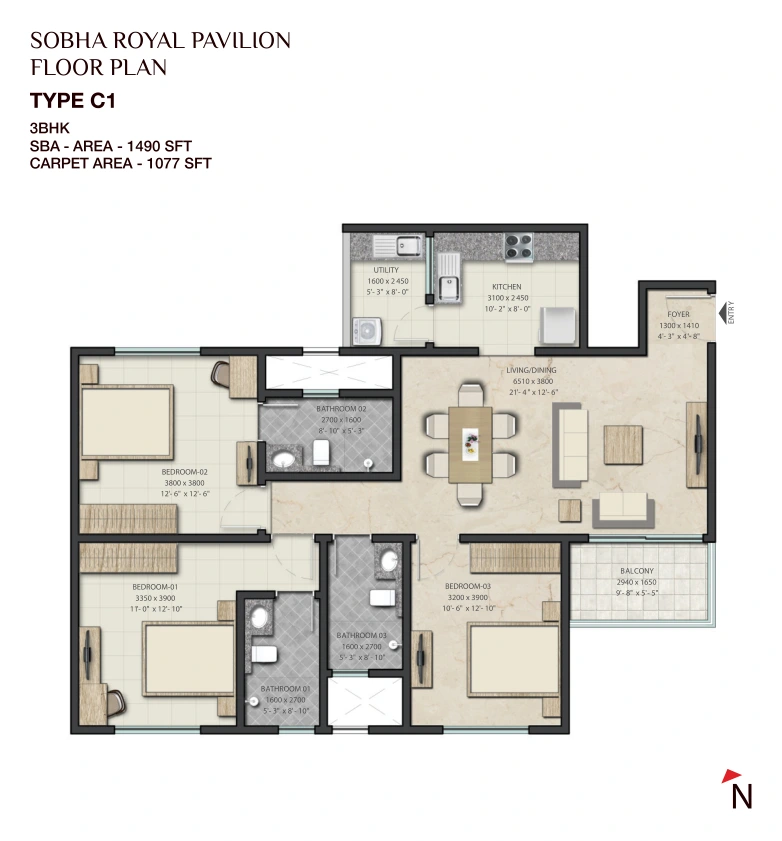 SOBHA ROYAL PAVILION
FLOOR PLAN
TYPE C1
3BHK
SBA - AREA - 1490 SFT
CARPET AREA - 1077 SFT
UTILITY
1600 x 2450
5'- 3" x 8'- 0"
KITCHEN
3100 x 2450
10'- 2" x 8'- 0"
FOYER
1300 x 1410
4'- 3" x 4'- 8"
ENTRY
LIVING/DINING
6510 x 3800
21'- 4" x 12'- 6"
BATHROOM 02
2700 x 1600
8'- 10" x 5'- 3"
BEDROOM-02
3800 x 3800
12'- 6" x 12'- 6"
BALCONY
2940 x 1650
9'- 8" x 5'- 5"
BEDROOM-01
3350 x 3900
11'- 0" x 12'- 10"
BEDROOM-03
3200 x 3900
10'- 6" x 12'- 10"
BATHROOM 03
1600 x 2700
5'- 3" x 8'- 10"
BATHROOM 01
1600 x 2700
5'- 3" x 8'- 10"
N